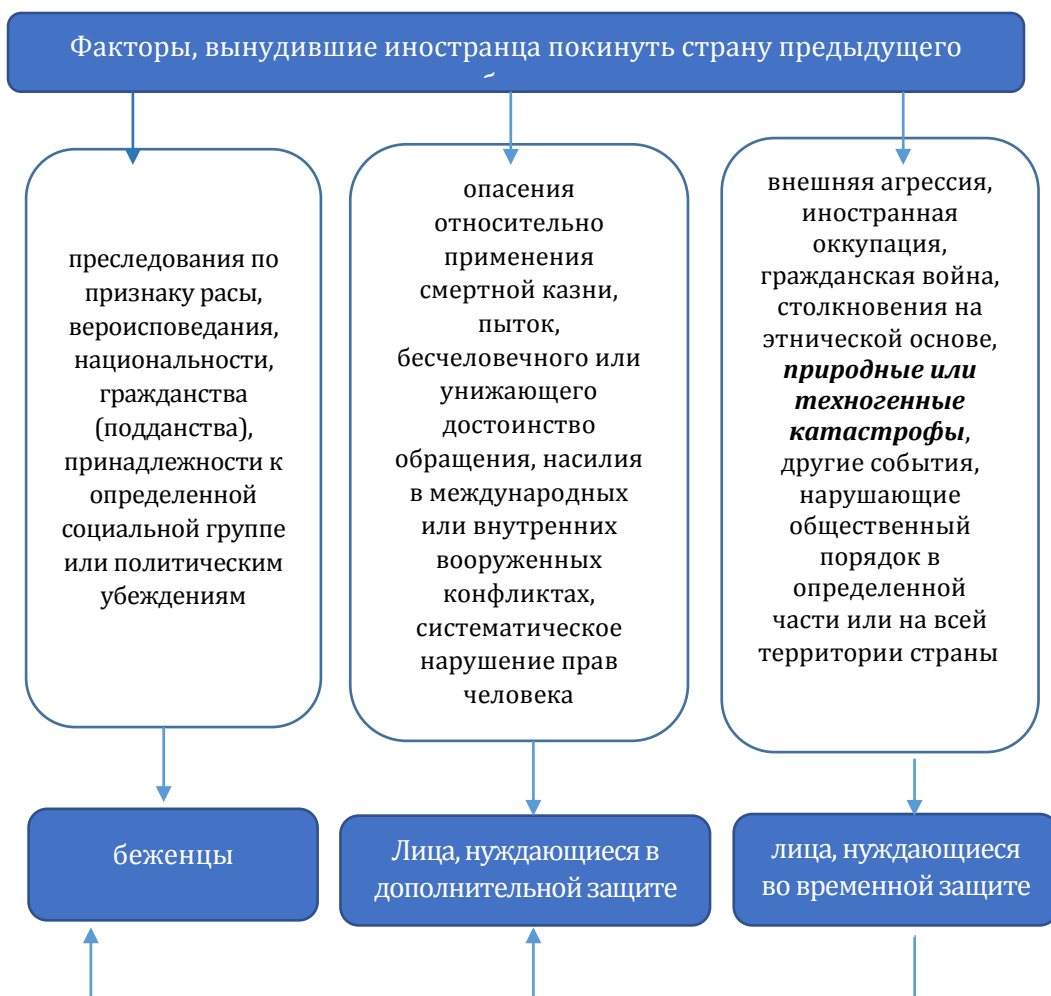 Факторы, вынудившие иностранца покинуть страну предыдущего
преследования по
признаку расы,
вероисповедания,
национальности,
гражданства
(подданства),
принадлежности к
определенной
социальной группе
или политическим
убеждениям
опасения
относительно
применения
смертной казни,
пыток,
бесчеловечного или
унижающего
достоинство
обращения, насилия
в международных
или внутренних
вооруженных
конфликтах,
систематическое
нарушение прав
человека
внешняя агрессия,
иностранная
оккупация,
гражданская война,
столкновения на
этнической основе,
природные или
техногенные
катастрофы,
другие события,
нарушающие
общественный
порядок в
определенной
части или на всей
территории страны
беженцы
Лица, нуждающиеся в
дополнительной защите
лица, нуждающиеся
во временной защите